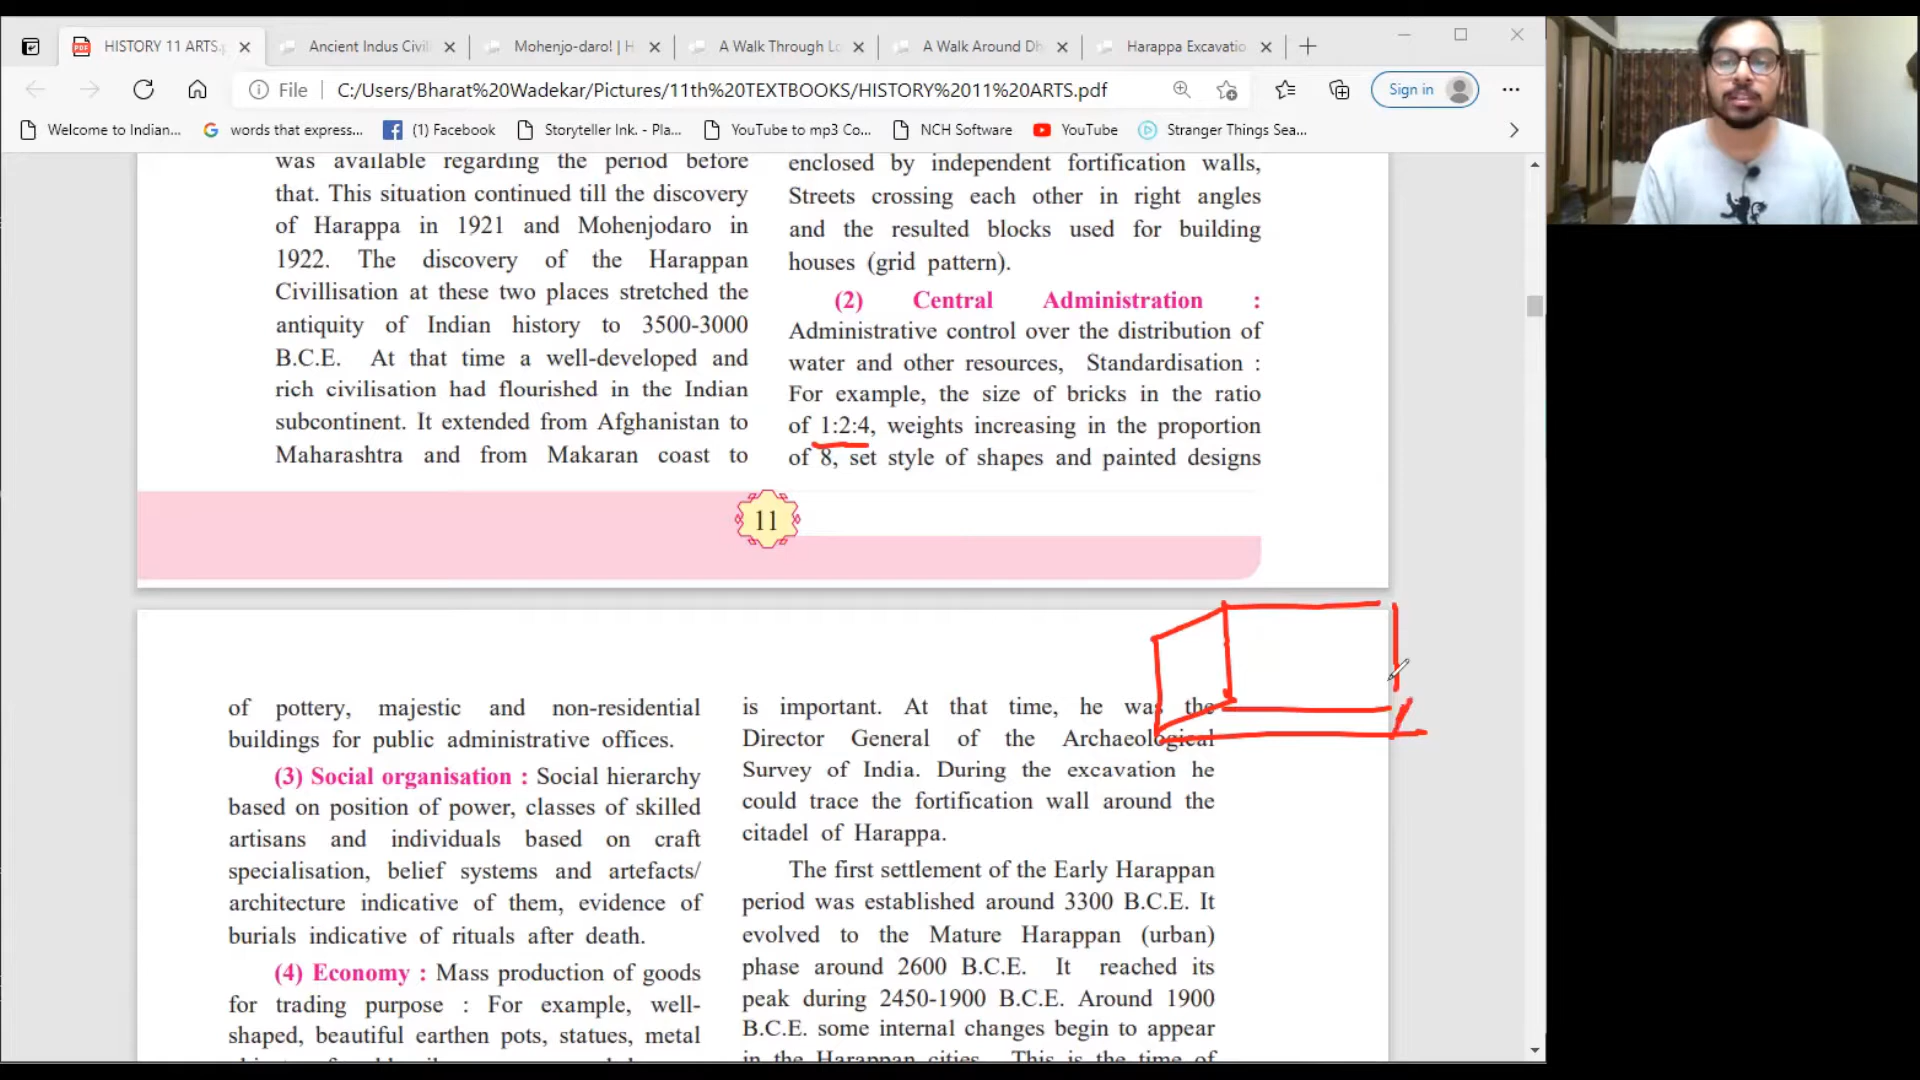 HISTORY 11 ARTS.p
Ancient Indus Civili
Mohenjo-daro! | H
A Walk Through Lo
A Walk Around Dh
Harappa Excavatio
File
C:/Users/Bharat%20Wadekar/Pictures/11th%20TEXTBOOKS/HISTORY%2011%20ARTS.pdf
Sign in
Welcome to Indian...
words that express...
(1) Facebook
Storyteller Ink. - Pla...
YouTube to mp3 Co...
NCH Software
YouTube
Stranger Things Sea...
was available regarding the period before
that. This situation continued till the discovery
of Harappa in 1921 and Mohenjodaro in
1922. The discovery of the Harappan
Civillisation at these two places stretched the
antiquity of Indian history to 3500-3000
B.C.E. At that time a well-developed and
rich civilisation had flourished in the Indian
subcontinent. It extended from Afghanistan to
Maharashtra and from Makaran coast to
enclosed by independent fortification walls,
Streets crossing each other in right angles
and the resulted blocks used for building
houses (grid pattern).
(2) Central Administration :
Administrative control over the distribution of
water and other resources, Standardisation :
For example, the size of bricks in the ratio
of 1:2:4, weights increasing in the proportion
of 8, set style of shapes and painted designs
11
of pottery, majestic and non-residential
buildings for public administrative offices.
(3) Social organisation : Social hierarchy
based on position of power, classes of skilled
artisans and individuals based on craft
specialisation, belief systems and artefacts/
architecture indicative of them, evidence of
burials indicative of rituals after death.
(4) Economy : Mass production of goods
for trading purpose : For example, well-
shaped, beautiful earthen pots, statues, metal
is important. At that time, he was the
Director General of the Archaeological
Survey of India. During the excavation he
could trace the fortification wall around the
citadel of Harappa.
The first settlement of the Early Harappan
period was established around 3300 B.C.E. It
evolved to the Mature Harappan (urban)
phase around 2600 B.C.E. It reached its
peak during 2450-1900 B.C.E. Around 1900
B.C.E. some internal changes begin to appear
in the Harappan cities. This is the time of